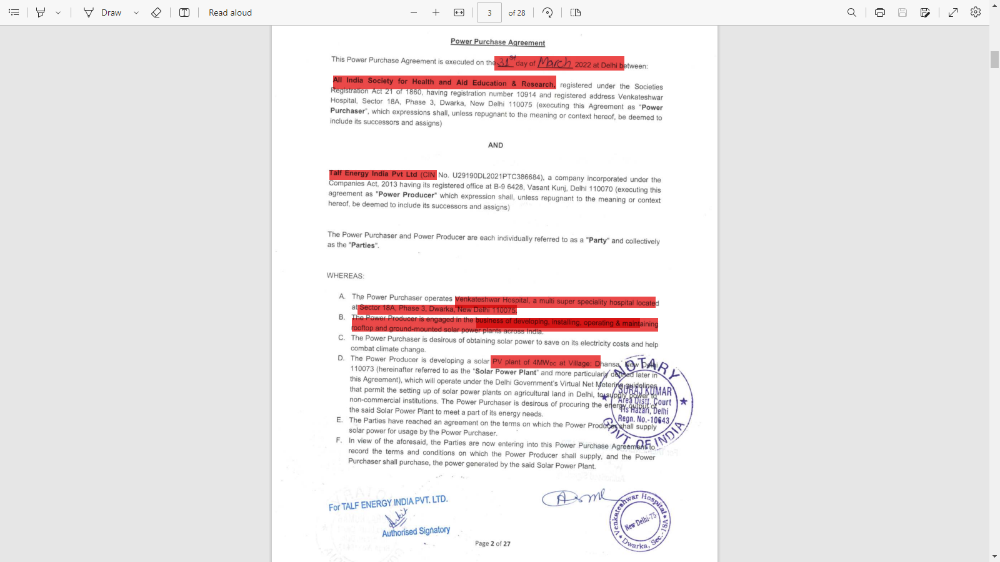 Draw
Read aloud
3
of 28
Power Purchase Agreement
This Power Purchase Agreement is executed on the 31st day of March 2022 at Delhi between:
All India Society for Health and Aid Education & Research, registered under the Societies
Registration Act 21 of 1860, having registration number 10914 and registered address Venkateshwar
Hospital, Sector 18A, Phase 3, Dwarka, New Delhi 110075 (executing this Agreement as "Power
Purchaser", which expressions shall, unless repugnant to the meaning or context hereof, be deemed to
include its successors and assigns)
AND
Talf Energy India Pvt Ltd (CIN No. U29190DL2021PTC386684), a company incorporated under the
Companies Act, 2013 having its registered office at B-9 6428, Vasant Kunj, Delhi 110070 (executing this
agreement as "Power Producer" which expression shall, unless repugnant to the meaning or context
hereof, be deemed to include its successors and assigns)
The Power Purchaser and Power Producer are each individually referred to as a "Party" and collectively
as the "Parties".
WHEREAS:
A. The Power Purchaser operates Venkateshwar Hospital, a multi super speciality hospital located
at Sector 18A, Phase 3, Dwarka, New Delhi 110075.
B. The Power Producer is engaged in the business of developing, installing, operating & maintaining
rooftop and ground-mounted solar power plants across India.
C. The Power Purchaser is desirous of obtaining solar power to save on its electricity costs and help
combat climate change.
D. The Power Producer is developing a solar PV plant of 4MWDC at Village: Dhansa, New Delhi
110073 (hereinafter referred to as the "Solar Power Plant" and more particularly defined later in
this Agreement), which will operate under the Delhi Government's Virtual Net Metering guidelines
that permit the setting up of solar power plants on agricultural land in Delhi, to supply power to
non-commercial institutions. The Power Purchaser is desirous of procuring the energy output of
the said Solar Power Plant to meet a part of its energy needs.
E. The Parties have reached an agreement on the terms on which the Power Producer shall supply
solar power for usage by the Power Purchaser.
F. In view of the aforesaid, the Parties are now entering into this Power Purchase Agreement to
record the terms and conditions on which the Power Producer shall supply, and the Power
Purchaser shall purchase, the power generated by the said Solar Power Plant.
NOTARY
SURAJ KUMAR
Area Distt. Court
Tis Hazari, Delhi
Regn. No.-10643
GOVT OF INDIA
For TALF ENERGY INDIA PVT. LTD.
Authorised Signatory
Venkateshwar Hospital
New Delhi-75
Dwarka, Sec.-18A
Page 2 of 27